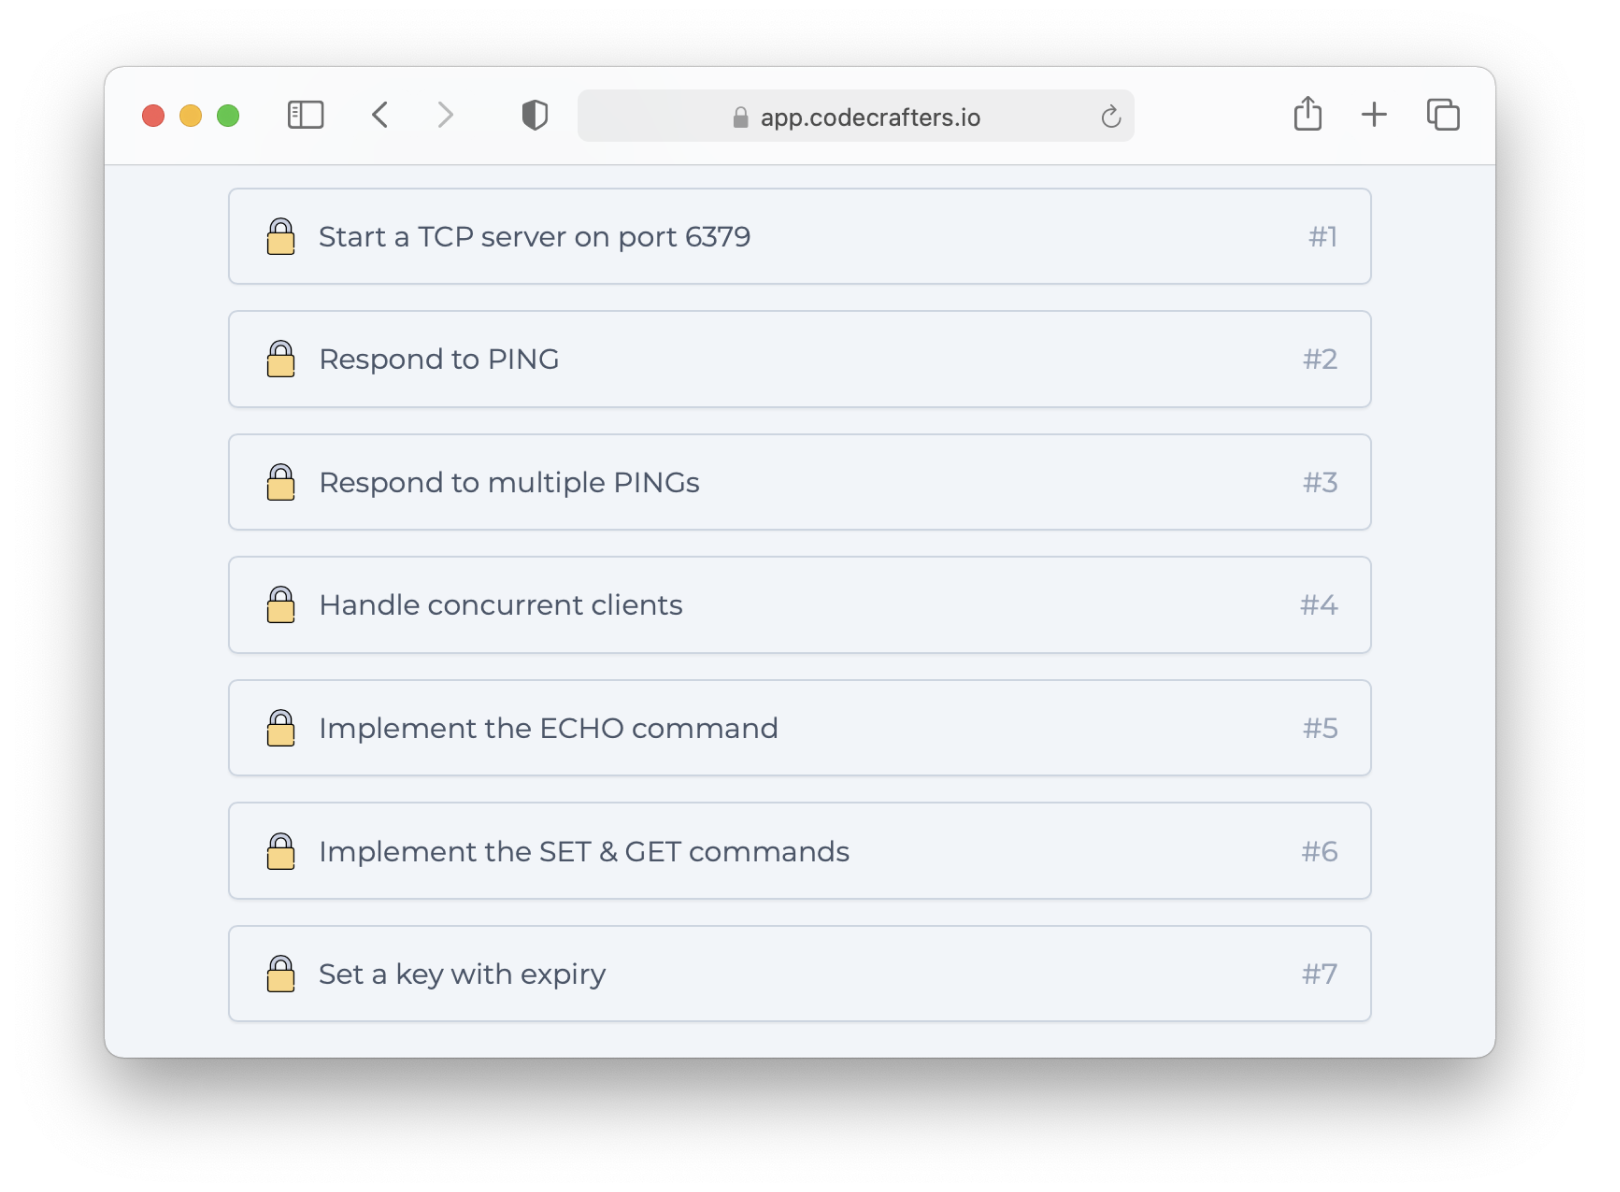 app.codecrafters.io
Start a TCP server on port 6379 #1
Respond to PING #2
Respond to multiple PINGs #3
Handle concurrent clients #4
Implement the ECHO command #5
Implement the SET & GET commands #6
Set a key with expiry #7